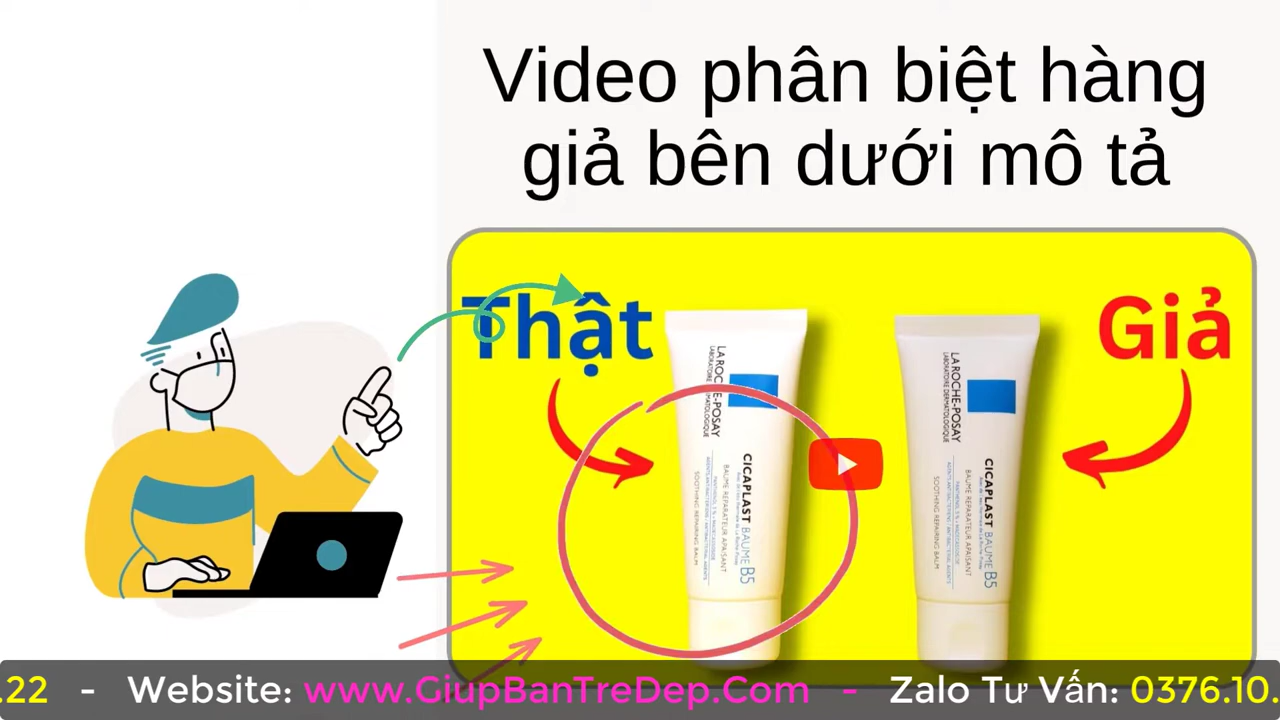 Video phân biệt hàng
giả bên dưới mô tả
Thật
Giả
LA ROCHE-POSAY
LABORATOIRE DERMATOLOGIQUE
CICAPLAST BAUME B5
BAUME RÉPARATEUR APAISANT
SOOTHING REPAIRING BALM
LA ROCHE-POSAY
LABORATOIRE DERMATOLOGIQUE
CICAPLAST BAUME B5
BAUME RÉPARATEUR APAISANT
SOOTHING REPAIRING BALM
.22 - Website: www.GiupBanTreDep.Com - Zalo Tư Vấn: 0376.10.